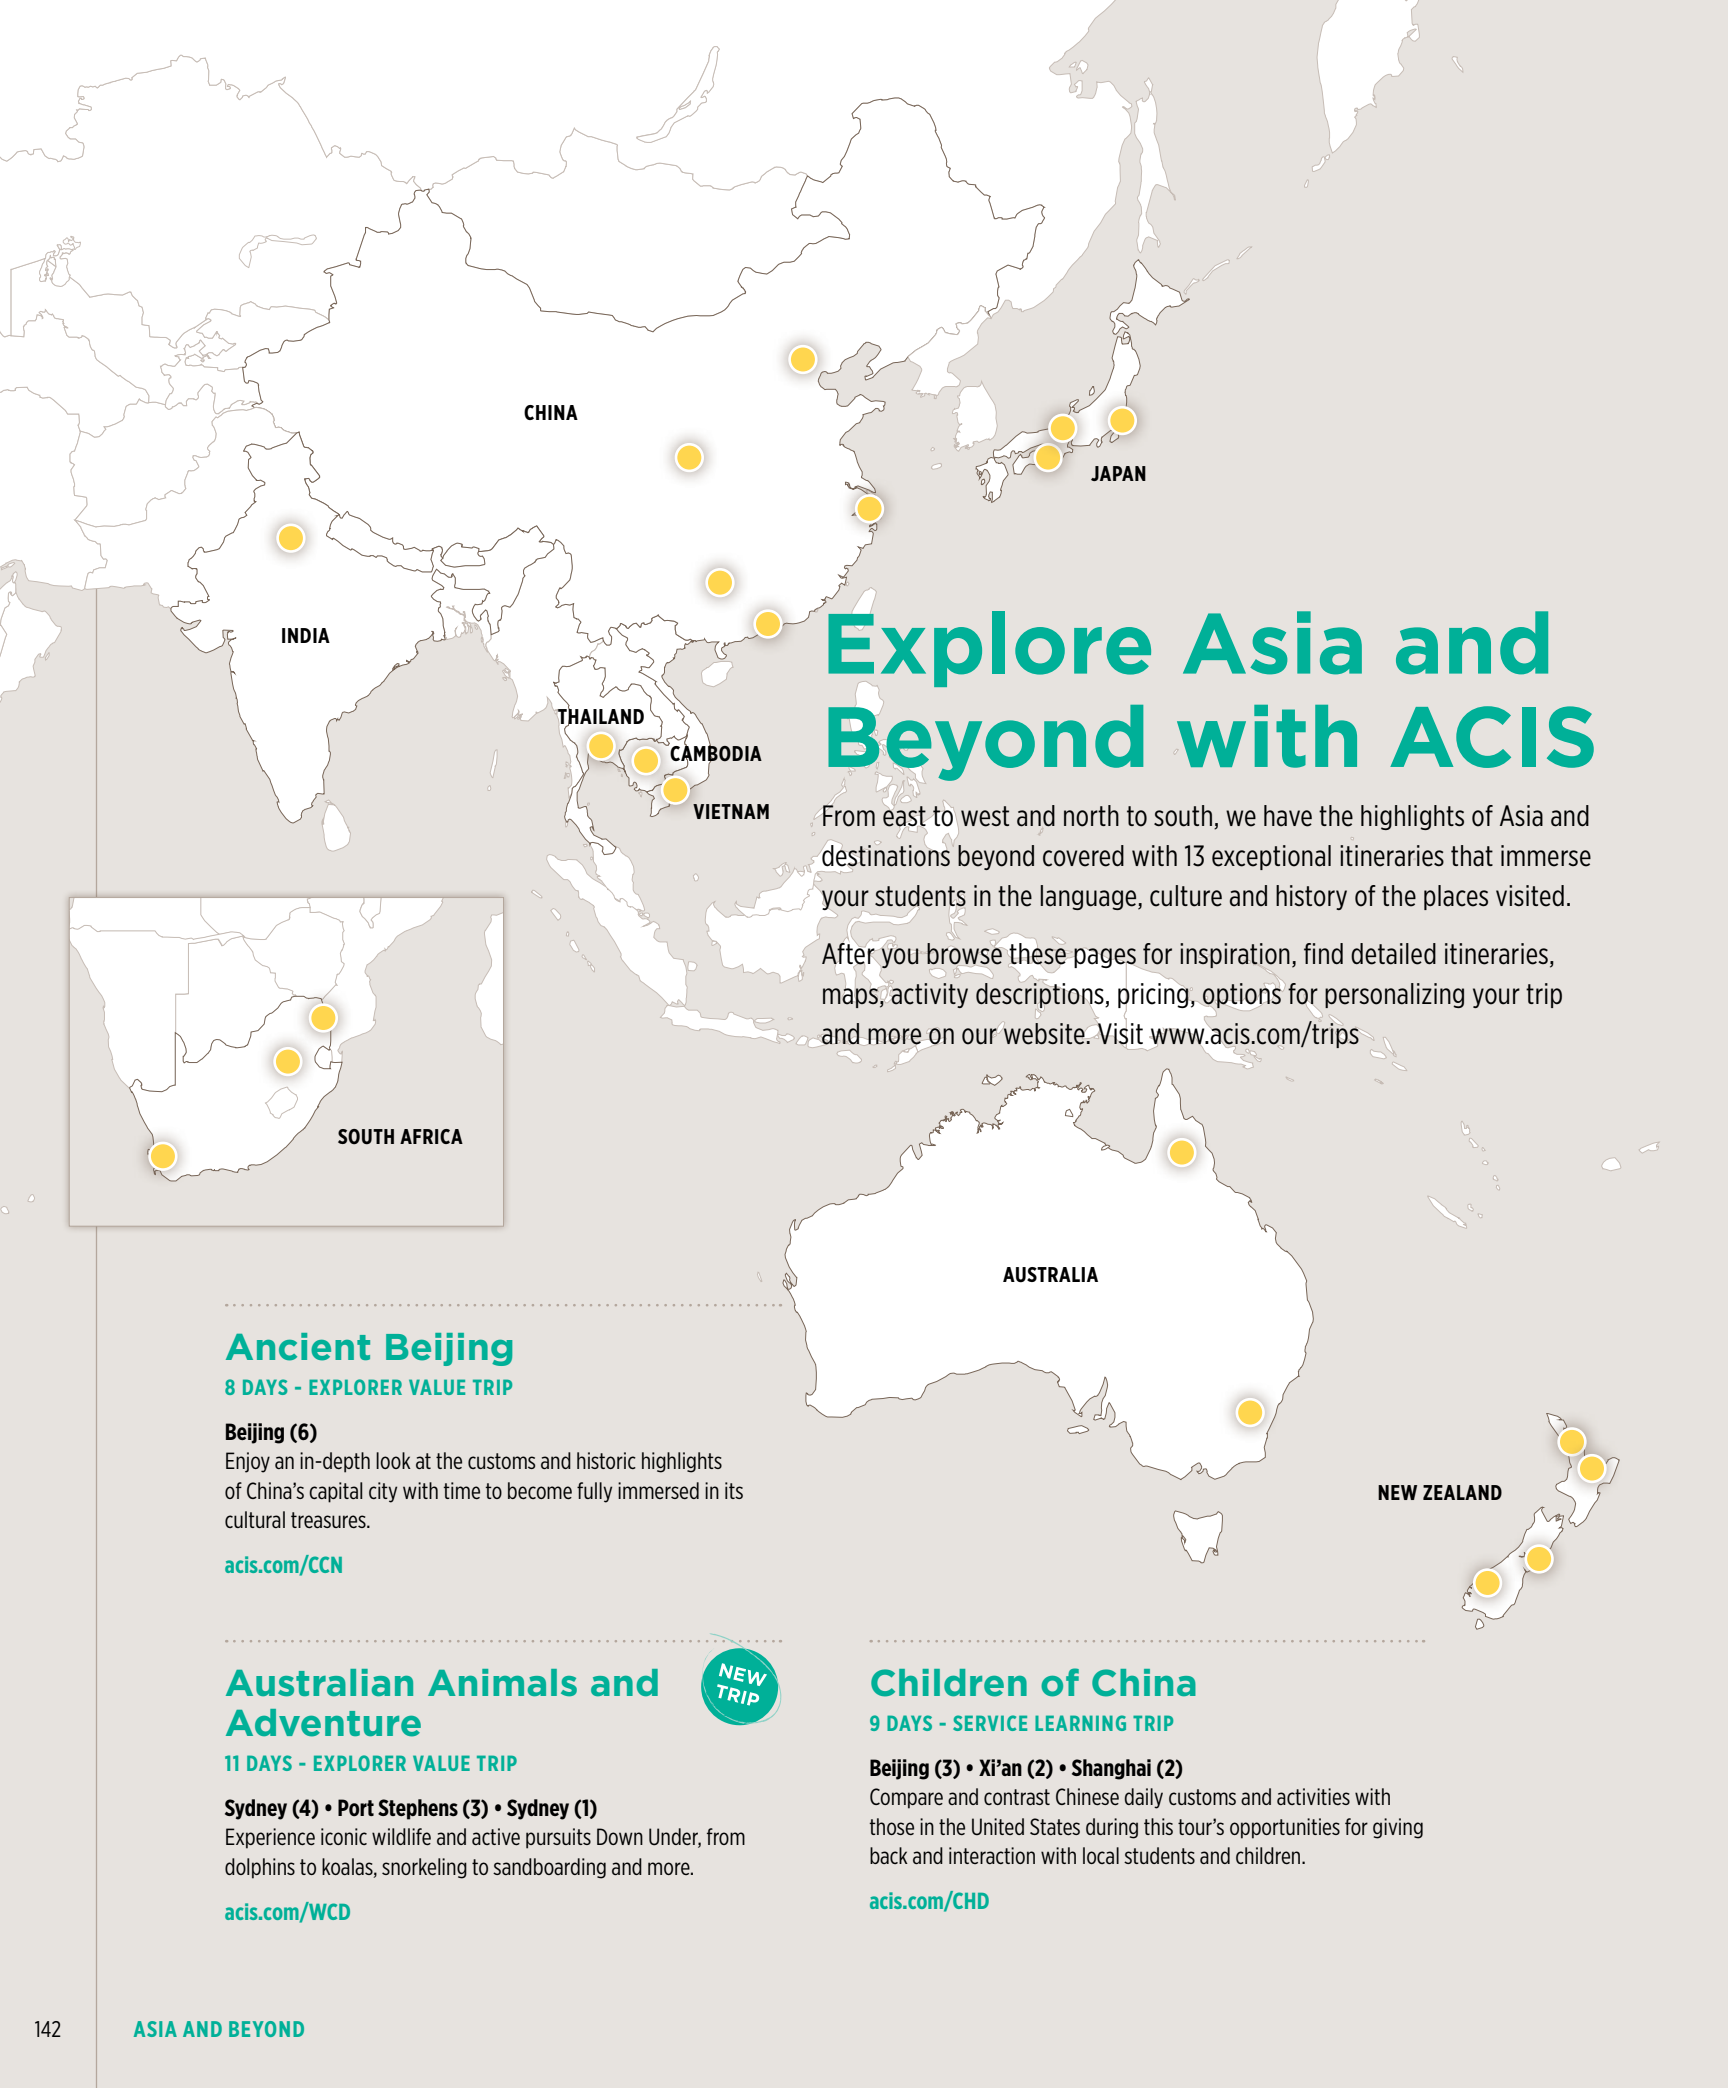 CHINA
JAPAN
INDIA
THAILAND
CAMBODIA
VIETNAM
Explore Asia and
Beyond with ACIS
From east to west and north to south, we have the highlights of Asia and
destinations beyond covered with 13 exceptional itineraries that immerse
your students in the language, culture and history of the places visited.
After you browse these pages for inspiration, find detailed itineraries,
maps, activity descriptions, pricing, options for personalizing your trip
and more on our website. Visit www.acis.com/trips
SOUTH AFRICA
AUSTRALIA
NEW ZEALAND
Ancient Beijing
8 DAYS - EXPLORER VALUE TRIP
Beijing (6)
Enjoy an in-depth look at the customs and historic highlights
of China’s capital city with time to become fully immersed in its
cultural treasures.
acis.com/CCN
Australian Animals and
Adventure
NEW
TRIP
11 DAYS - EXPLORER VALUE TRIP
Sydney (4) • Port Stephens (3) • Sydney (1)
Experience iconic wildlife and active pursuits Down Under, from
dolphins to koalas, snorkeling to sandboarding and more.
acis.com/WCD
Children of China
9 DAYS - SERVICE LEARNING TRIP
Beijing (3) • Xi’an (2) • Shanghai (2)
Compare and contrast Chinese daily customs and activities with
those in the United States during this tour’s opportunities for giving
back and interaction with local students and children.
acis.com/CHD
142
ASIA AND BEYOND